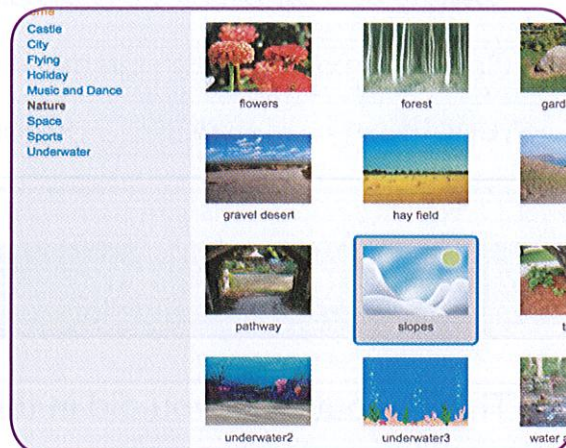 Castle
City
Flying
Holiday
Music and Dance
Nature
Space
Sports
Underwater
flowers
forest
gravel desert
hay field
pathway
slopes
underwater2
underwater3
water